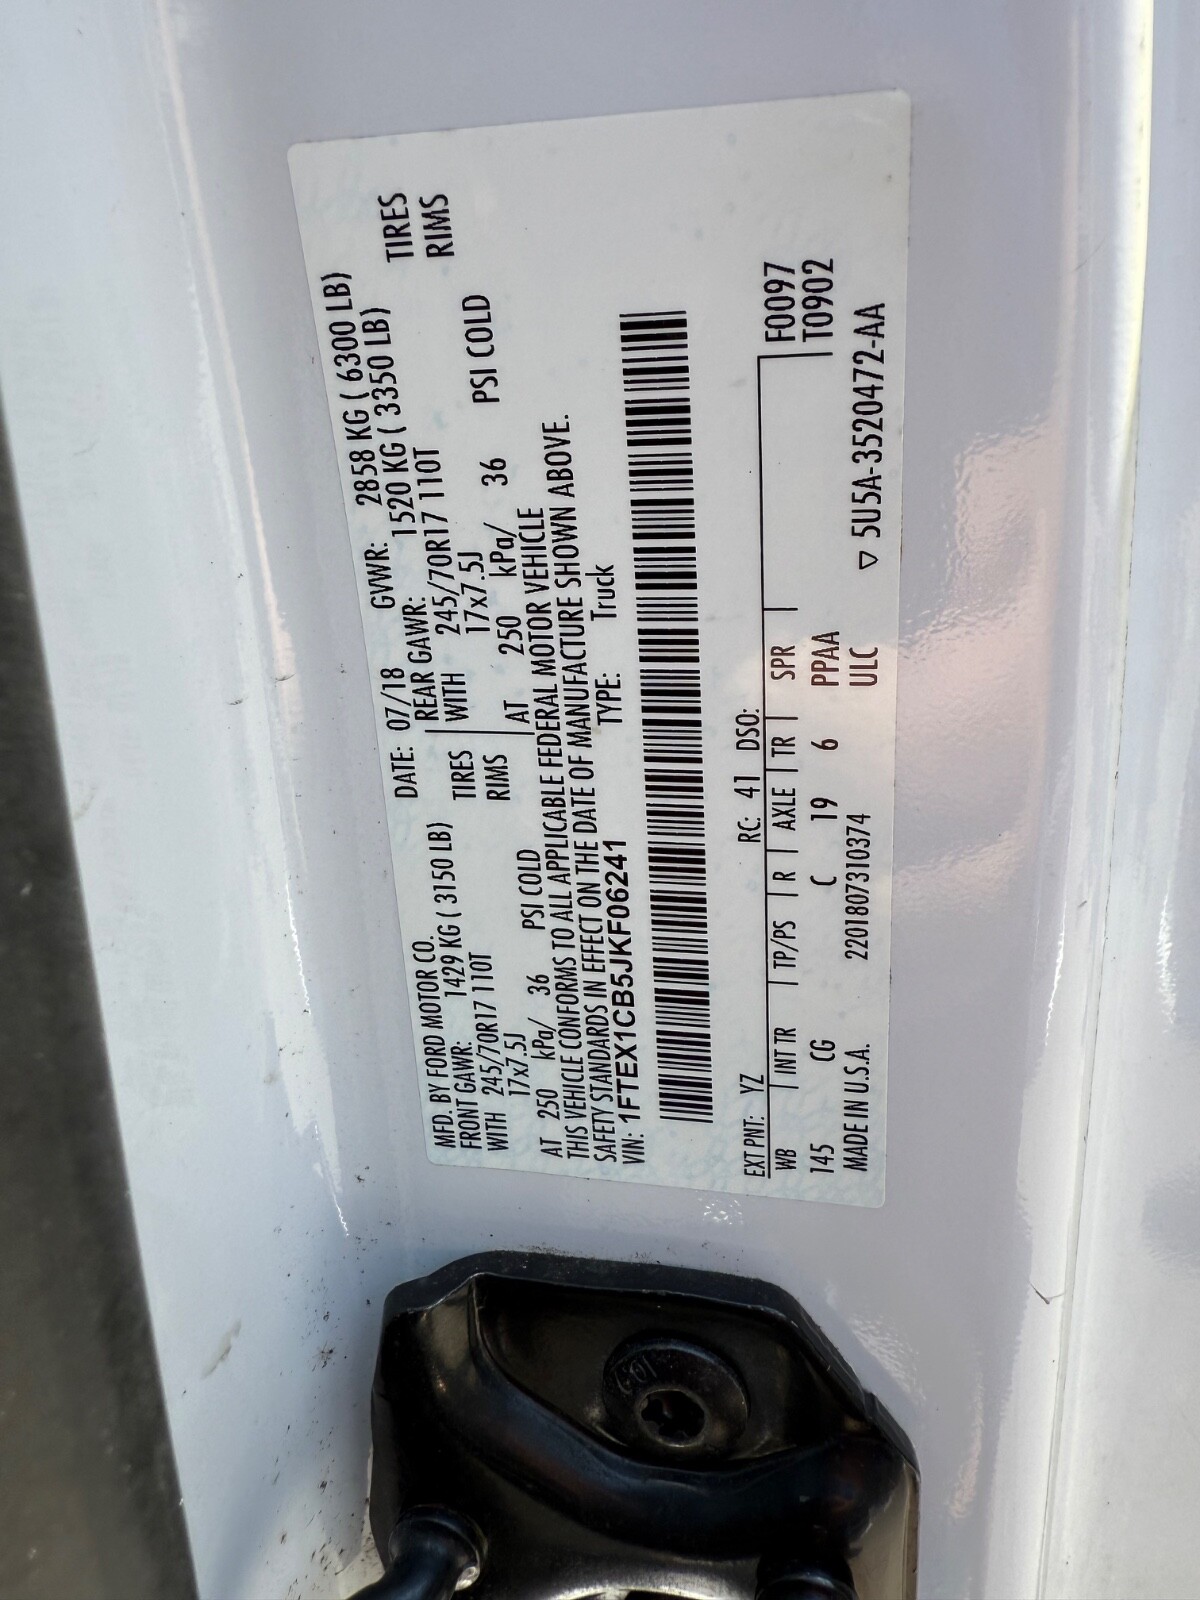 MFD. BY FORD MOTOR CO.
DATE: 07/18 GVWR: 2858 KG ( 6300 LB)
FRONT GAWR: 1429 KG ( 3150 LB) REAR GAWR: 1520 KG ( 3350 LB)
WITH 245/70R17 110T TIRES WITH 245/70R17 110T TIRES
17x7.5J RIMS 17x7.5J RIMS
AT 250 kPa/ 36 PSI COLD AT 250 kPa/ 36 PSI COLD
THIS VEHICLE CONFORMS TO ALL APPLICABLE FEDERAL MOTOR VEHICLE
SAFETY STANDARDS IN EFFECT ON THE DATE OF MANUFACTURE SHOWN ABOVE.
VIN: 1FTEX1CB5JKF06241 TYPE: Truck
EXT PNT: YZ RC: 41 DSO: F0097
WB INT TR TP/PS R AXLE TR SPR T0902
145 CG C 19 6 PPAA
MADE IN U.S.A. 2201807310374 ULC ▽ 5U5A-3520472-AA